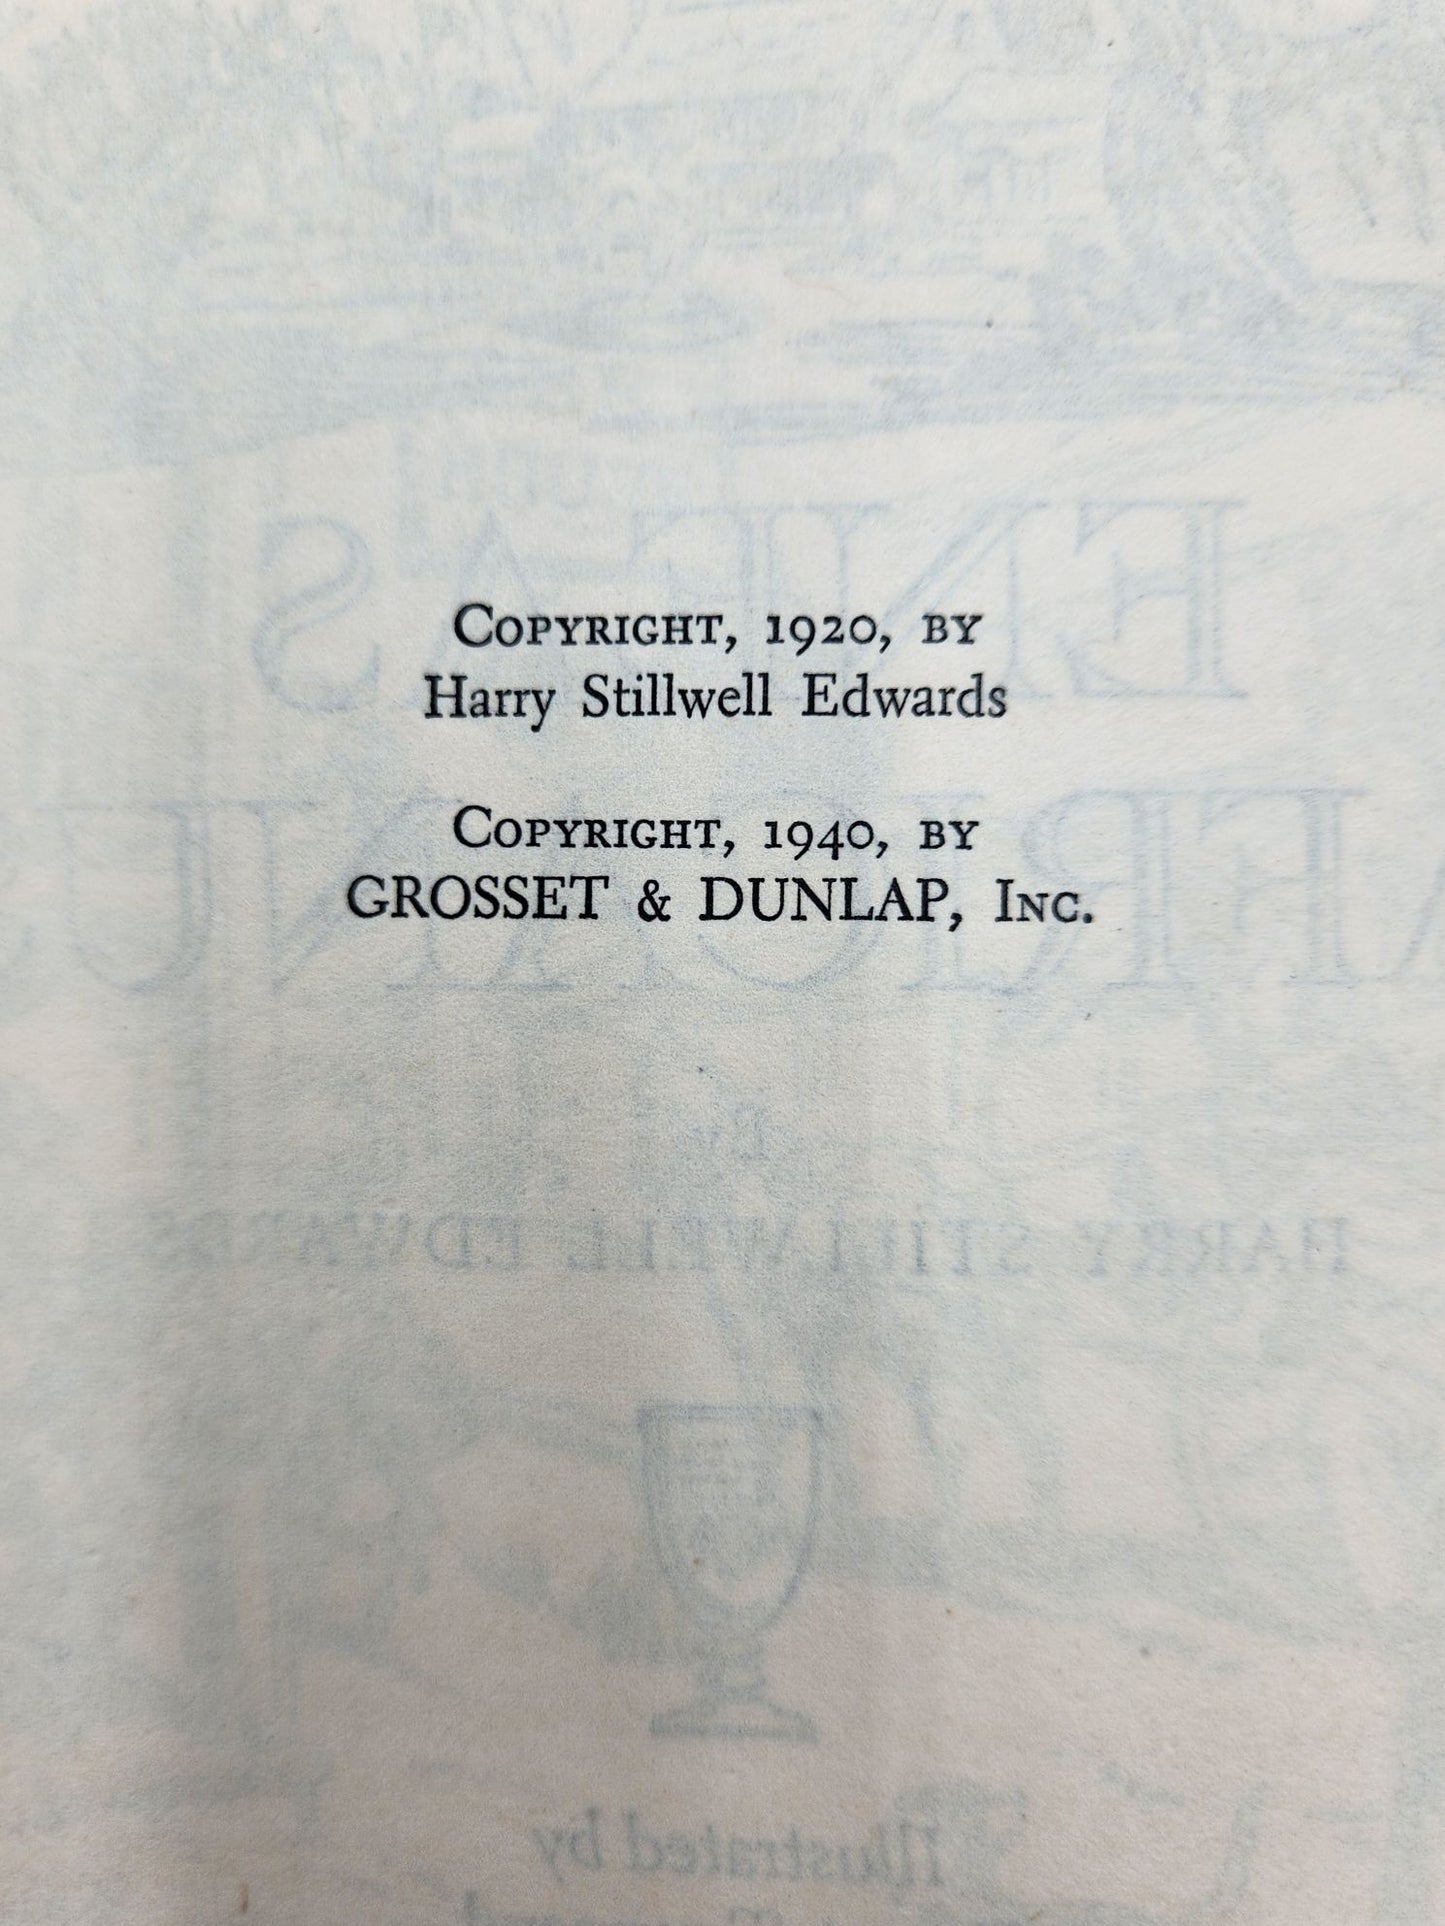 COPYRIGHT, 1920, BY
Harry Stillwell Edwards
COPYRIGHT, 1940, BY
GROSSET & DUNLAP, INC.